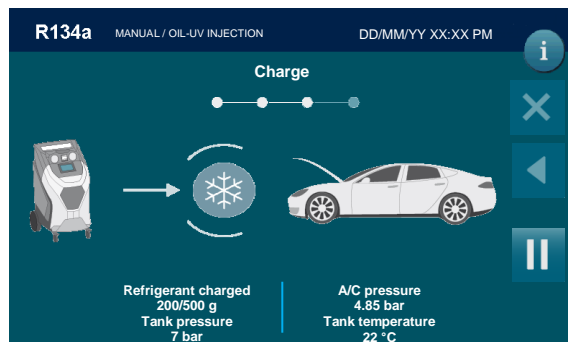 R134a MANUAL / OIL-UV INJECTION DD/MM/YY XX:XX PM
i
Charge
Refrigerant charged
200/500 g
Tank pressure
7 bar
A/C pressure
4.85 bar
Tank temperature
22 °C